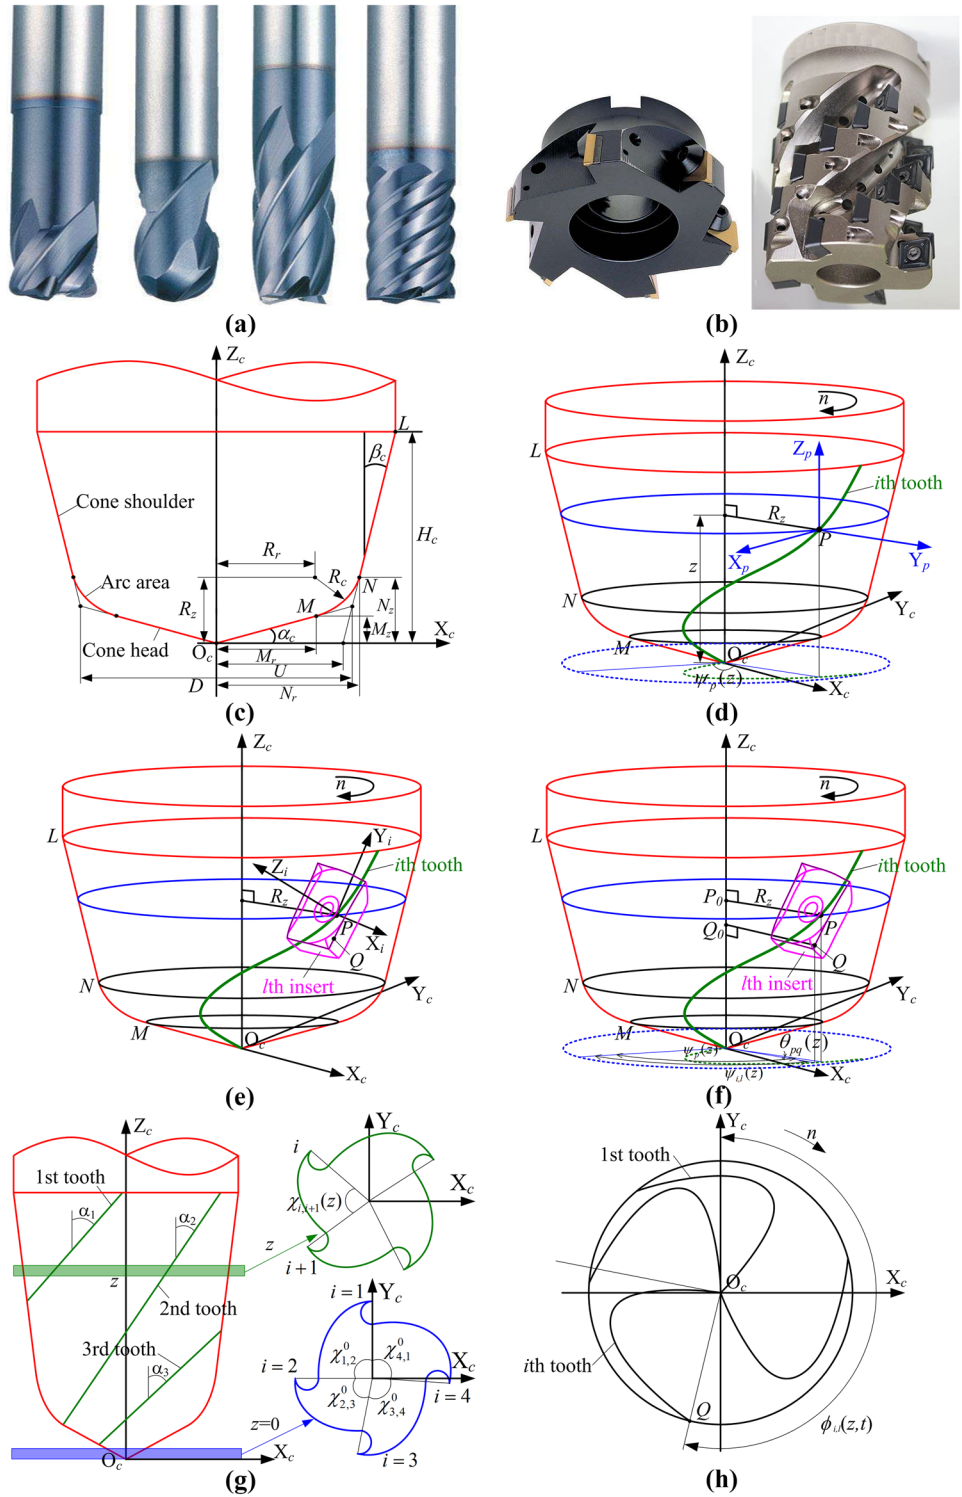 (a)
(b)
Z_c
L
β_c
Cone shoulder
H_c
R_r
Arc area
R_c
N
R_z
M
N_z
Cone head
α_c
M_z
X_c
O_c
M_r
U
D
N_r
(c)
Z_c
n
L
Z_p
ith tooth
R_z
P
z
X_p
Y_p
N
Y_c
M
O_c
ψ_p(z)
X_c
(d)
Z_c
n
L
Y_i
Z_i
ith tooth
R_z
P
X_i
Q
lth insert
N
Y_c
M
O_c
X_c
(e)
Z_c
n
L
ith tooth
P_0
R_z
P
Q_0
Q
lth insert
N
Y_c
M
O_c
θ_pq(z)
ψ_p(z)
ψ_i,l(z)
X_c
(f)
Z_c
1st tooth
α_1
α_2
z
2nd tooth
3rd tooth
α_3
z=0
O_c
X_c
Y_c
i
X_c
χ_i,i+1(z)
z
i+1
Y_c
i=1
χ^0_1,2
χ^0_4,1
i=2
X_c
χ^0_2,3
χ^0_3,4
i=4
i=3
(g)
Y_c
n
1st tooth
X_c
O_c
ith tooth
Q
ϕ_i,l(z,t)
(h)